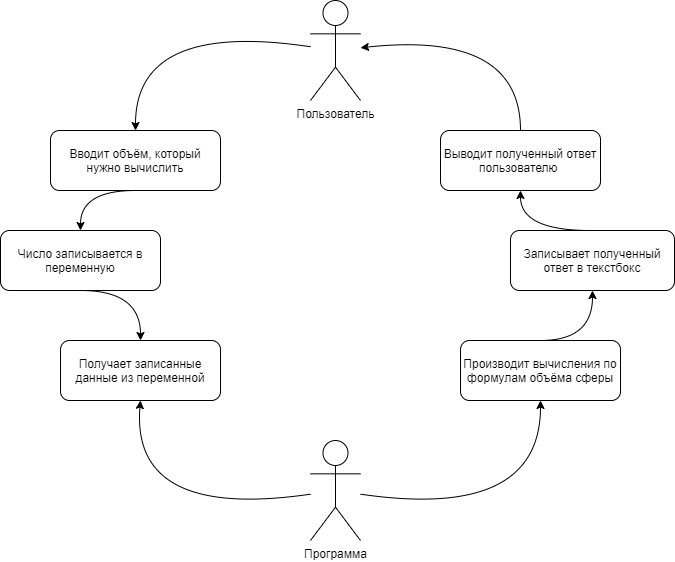 Пользователь
Вводит объём, который
нужно вычислить
Выводит полученный ответ
пользователю
Число записывается в
переменную
Записывает полученный
ответ в текстбокс
Получает записанные
данные из переменной
Производит вычисления по
формулам объёма сферы
Программа